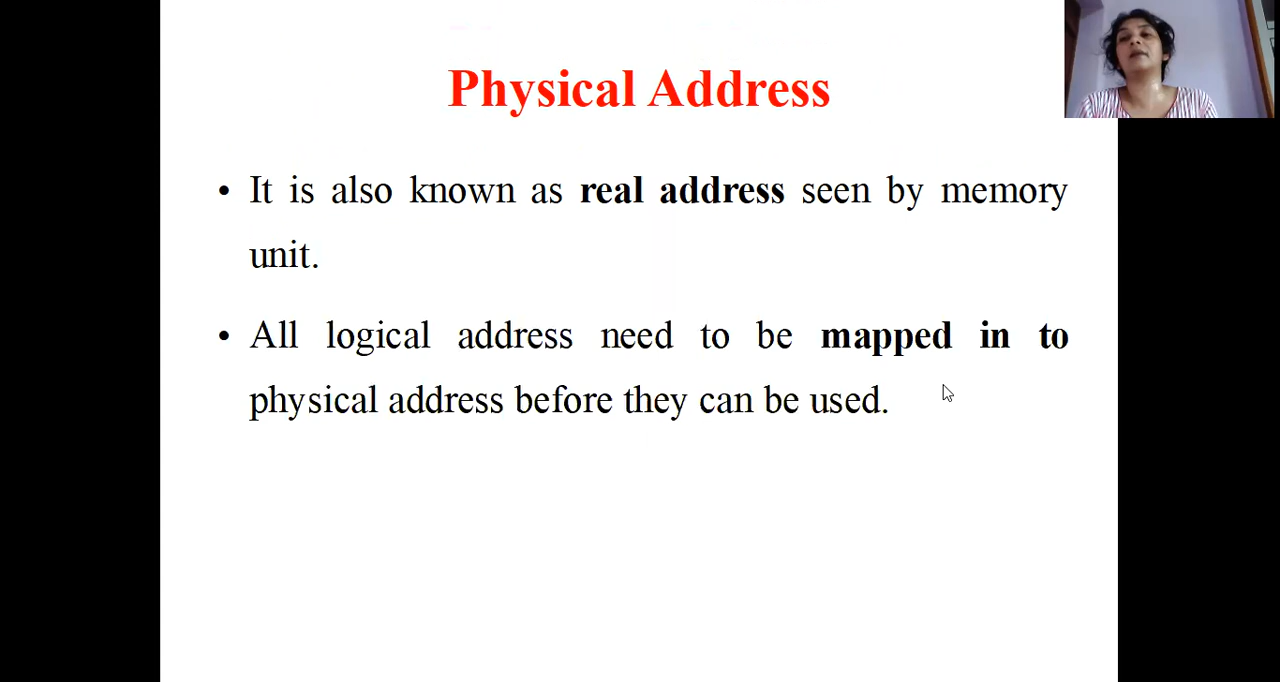 Physical Address
• It is also known as real address seen by memory
unit.
• All logical address need to be mapped in to
physical address before they can be used.